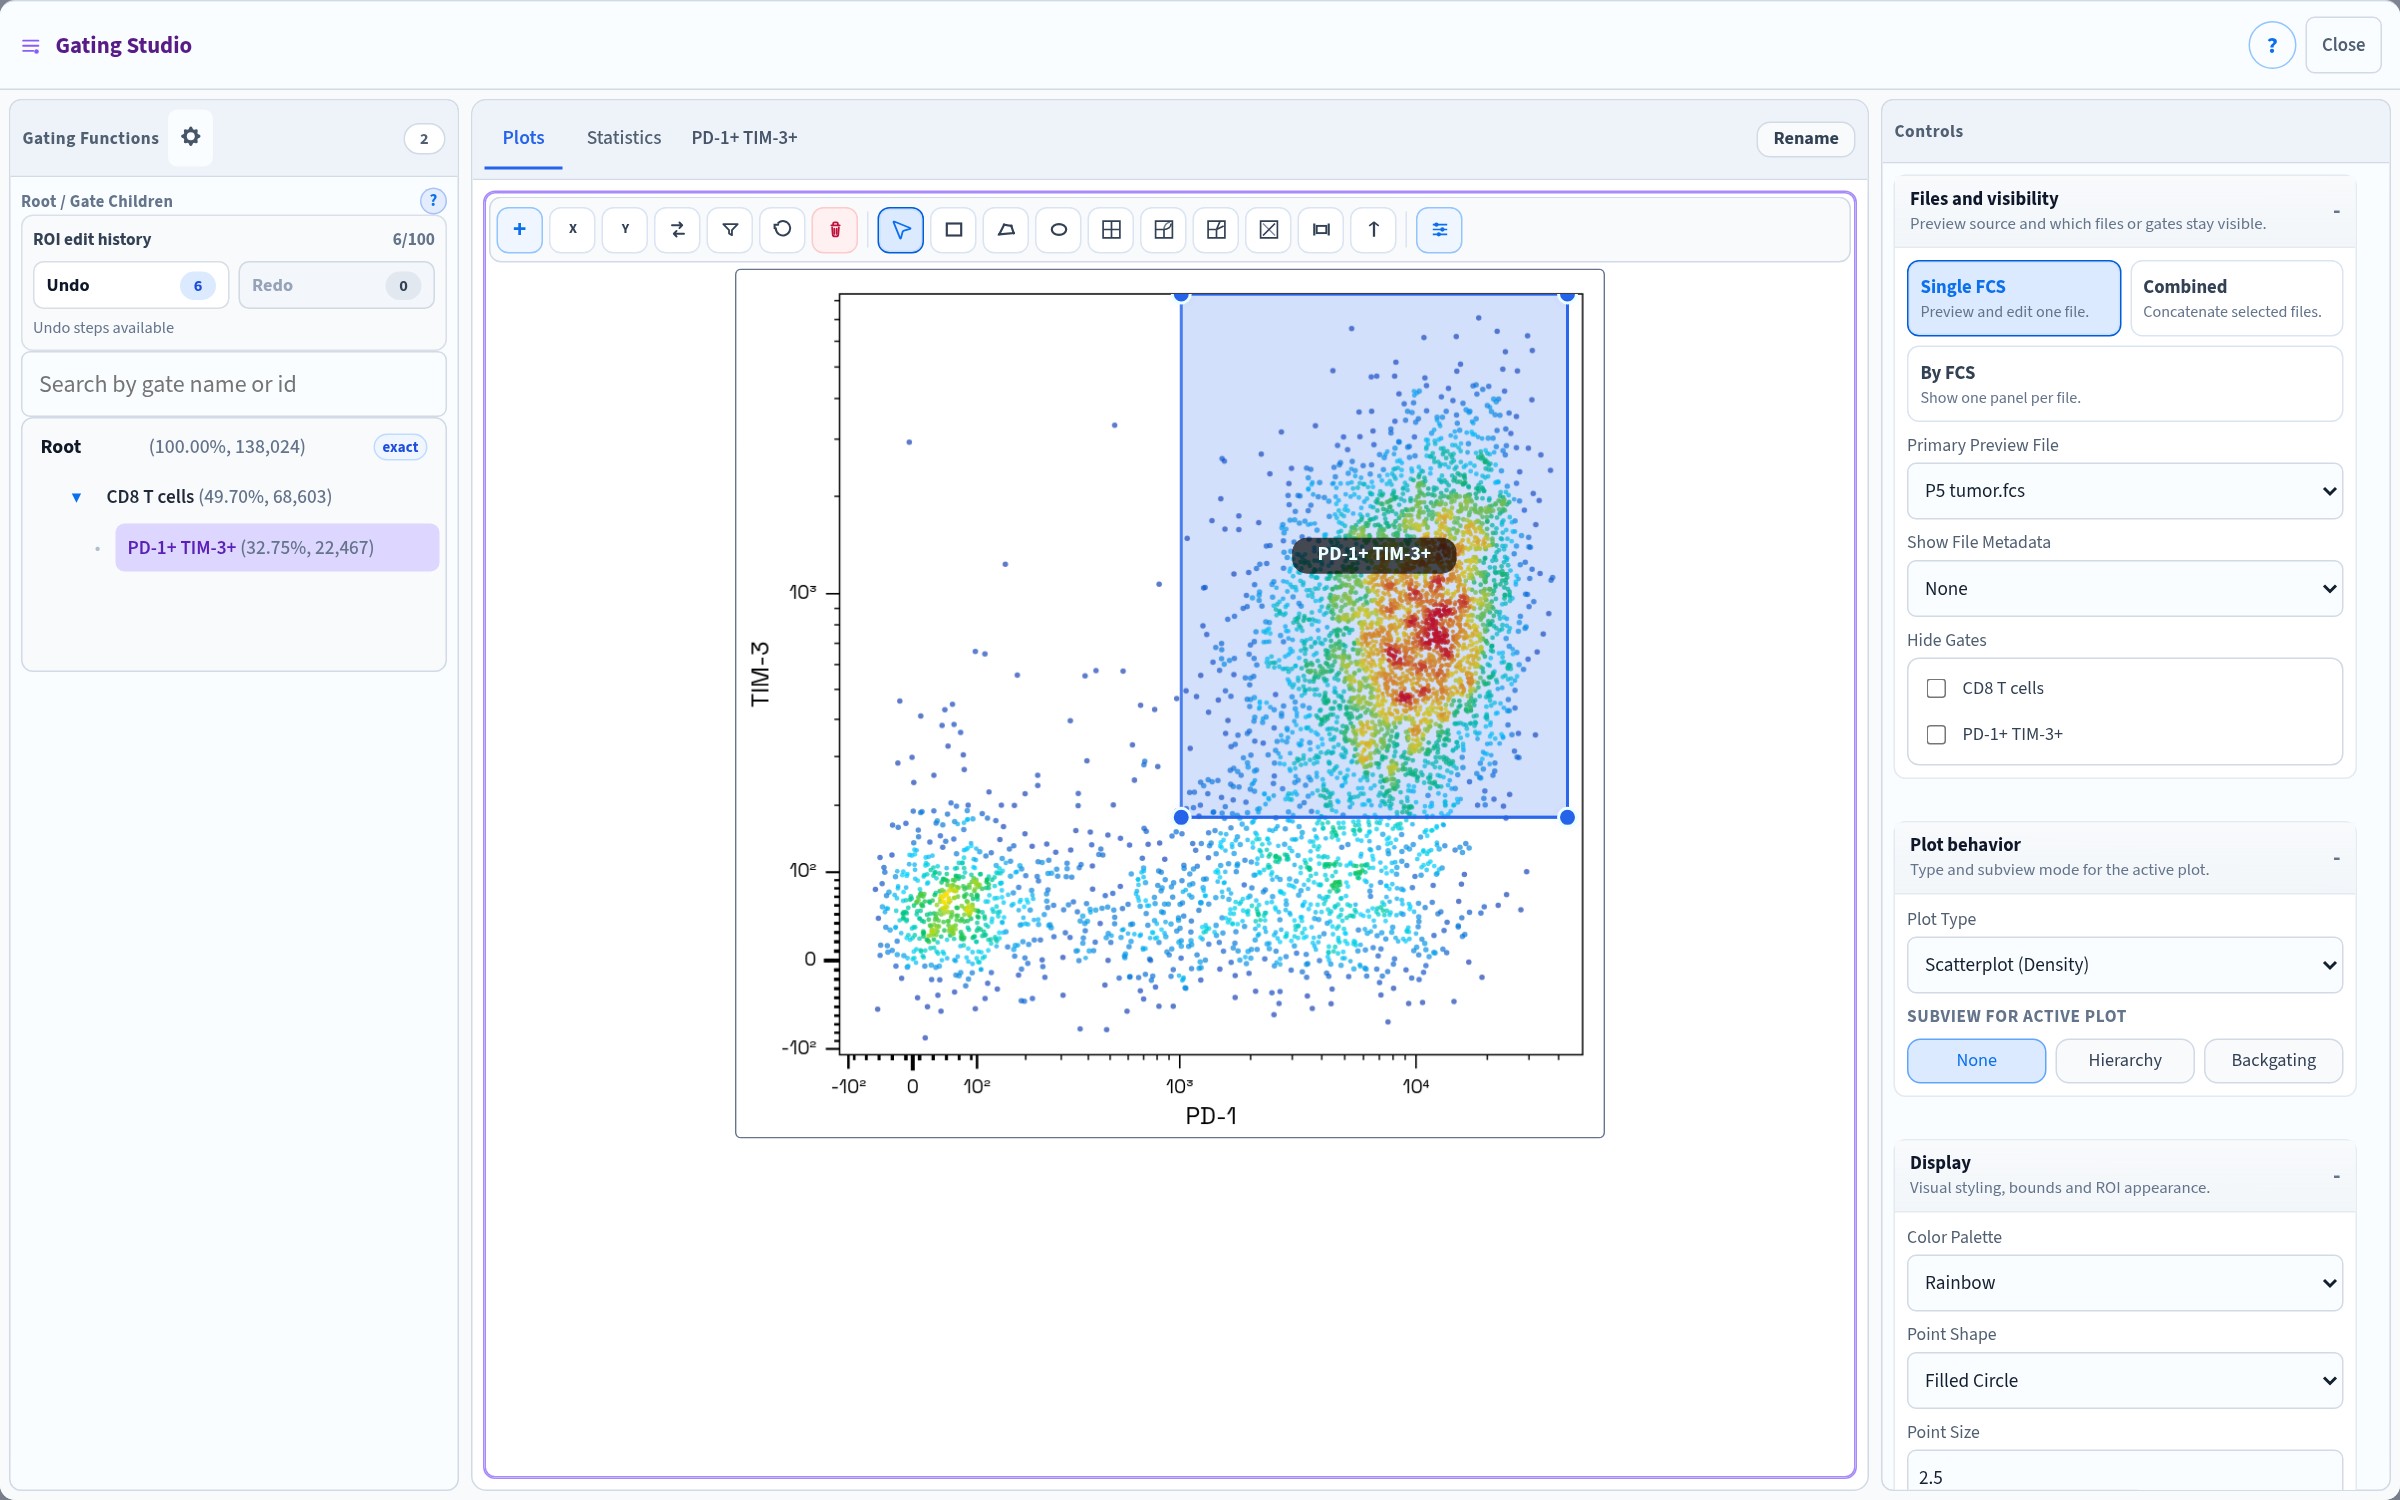 Gating Studio
?
Close
Gating Functions
2
Root / Gate Children
?
ROI edit history
6/100
Undo
6
Redo
0
Undo steps available
Search by gate name or id
Root
(100.00%, 138,024)
exact
CD8 T cells (49.70%, 68,603)
PD-1+ TIM-3+ (32.75%, 22,467)
Plots
Statistics
PD-1+ TIM-3+
Rename
X
Y
PD-1+ TIM-3+
TIM-3
10³
10²
0
-10²
-10²
0
10²
10³
10⁴
PD-1
Controls
Files and visibility
Preview source and which files or gates stay visible.
-
Single FCS
Preview and edit one file.
Combined
Concatenate selected files.
By FCS
Show one panel per file.
Primary Preview File
P5 tumor.fcs
Show File Metadata
None
Hide Gates
CD8 T cells
PD-1+ TIM-3+
Plot behavior
Type and subview mode for the active plot.
-
Plot Type
Scatterplot (Density)
SUBVIEW FOR ACTIVE PLOT
None
Hierarchy
Backgating
Display
Visual styling, bounds and ROI appearance.
-
Color Palette
Rainbow
Point Shape
Filled Circle
Point Size
2.5